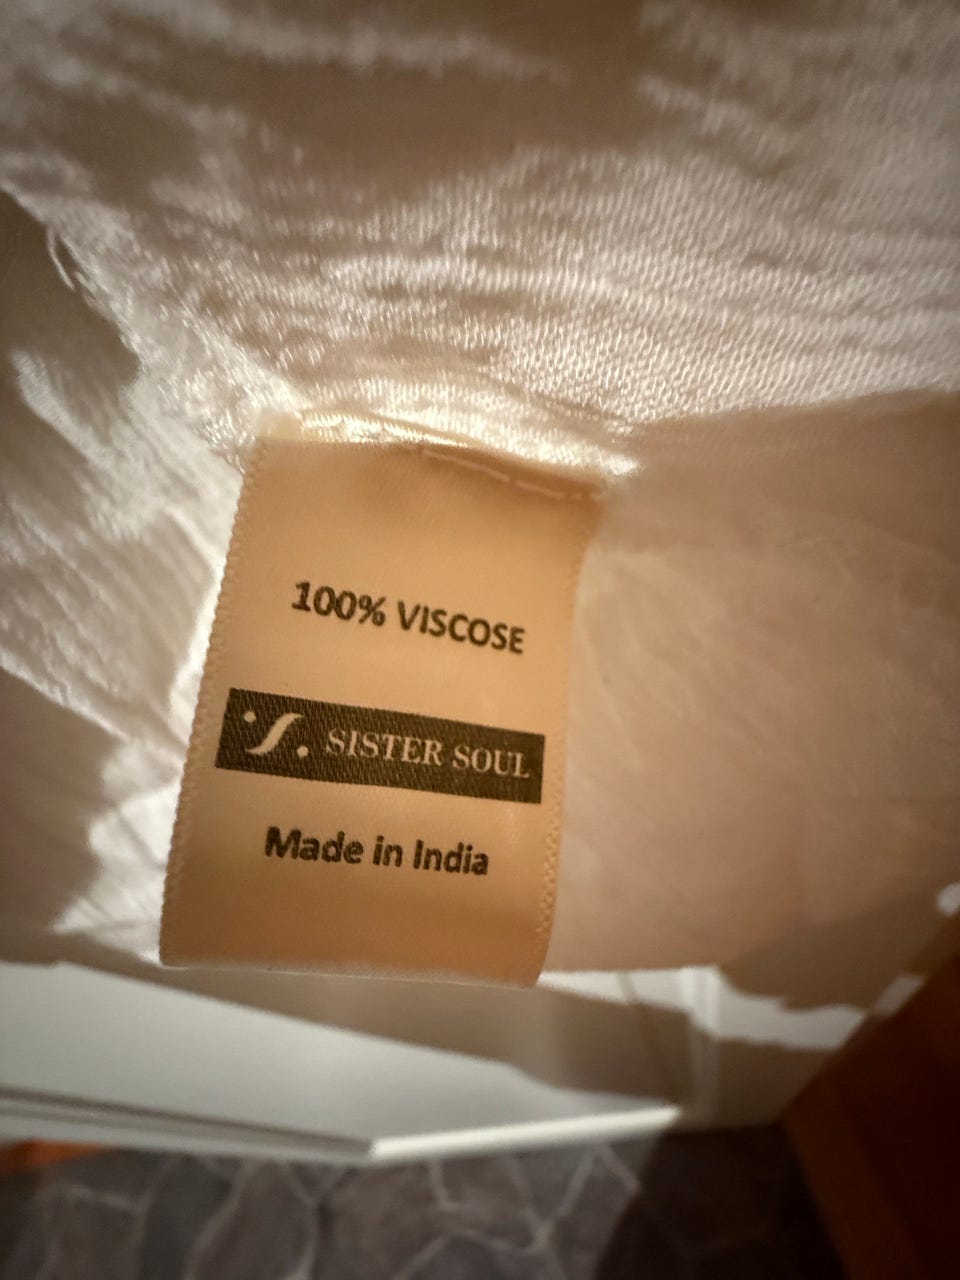 100% VISCOSE
SISTER SOUL
Made in India